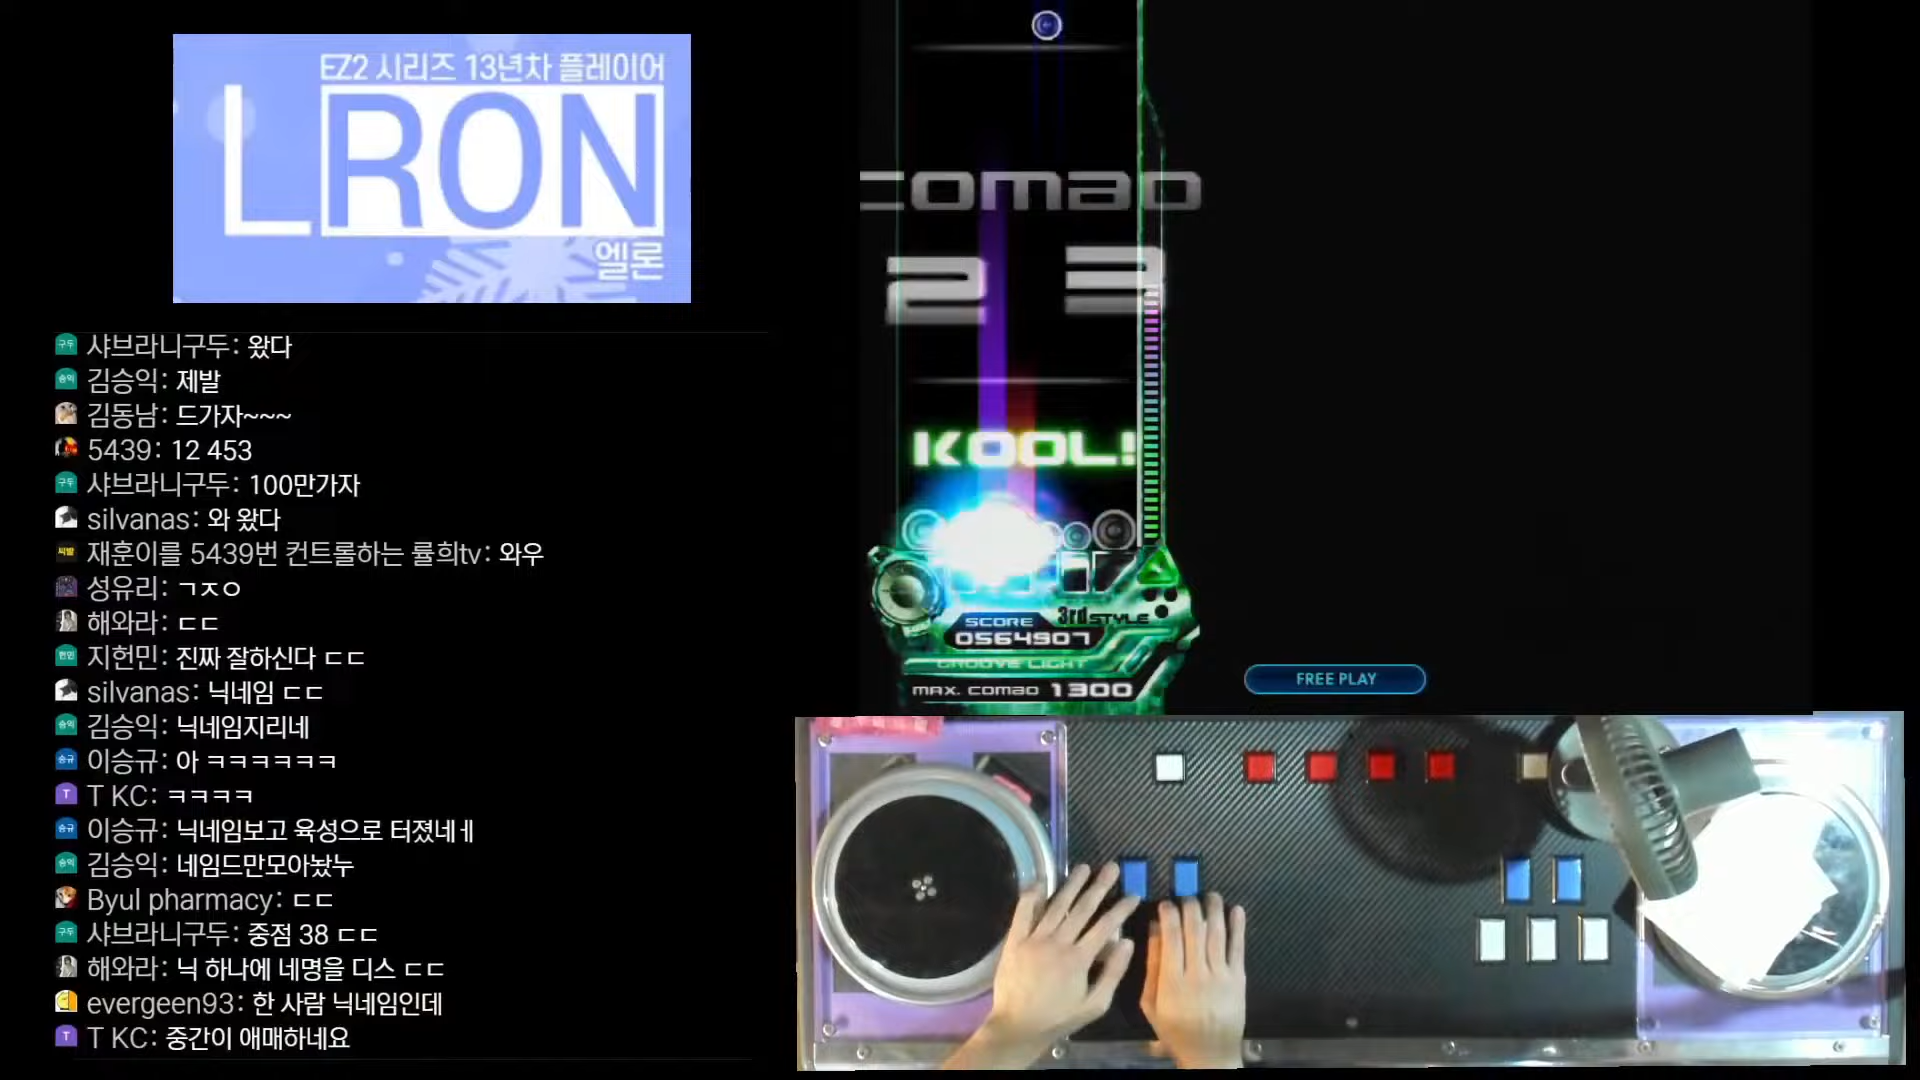 EZ2 시리즈 13년차 플레이어
LRON
엘론
샤브라니구두: 왔다
김승익: 제발
김동남: 드가자~~~
5439: 12 453
샤브라니구두: 100만가자
silvanas: 와 왔다
재훈이를 5439번 컨트롤하는 률희tv: 와우
성유리: ㄱㅈㅇ
해와라: ㄷㄷ
지헌민: 진짜 잘하신다 ㄷㄷ
silvanas: 닉네임 ㄷㄷ
김승익: 닉네임지리네
이승규: 아 ㅋㅋㅋㅋㅋㅋ
T KC: ㅋㅋㅋㅋ
이승규: 닉네임보고 육성으로 터졌네ㅔ
김승익: 네임드만모아놨누
Byul pharmacy: ㄷㄷ
샤브라니구두: 중점 38 ㄷㄷ
해와라: 닉 하나에 네명을 디스 ㄷㄷ
evergeen93: 한 사람 닉네임인데
T KC: 중간이 애매하네요
COMBO
2 3
KOOL!
SCORE
0564907
3rd STYLE
GROOVE LIGHT
MAX. COMBO 1300
FREE PLAY